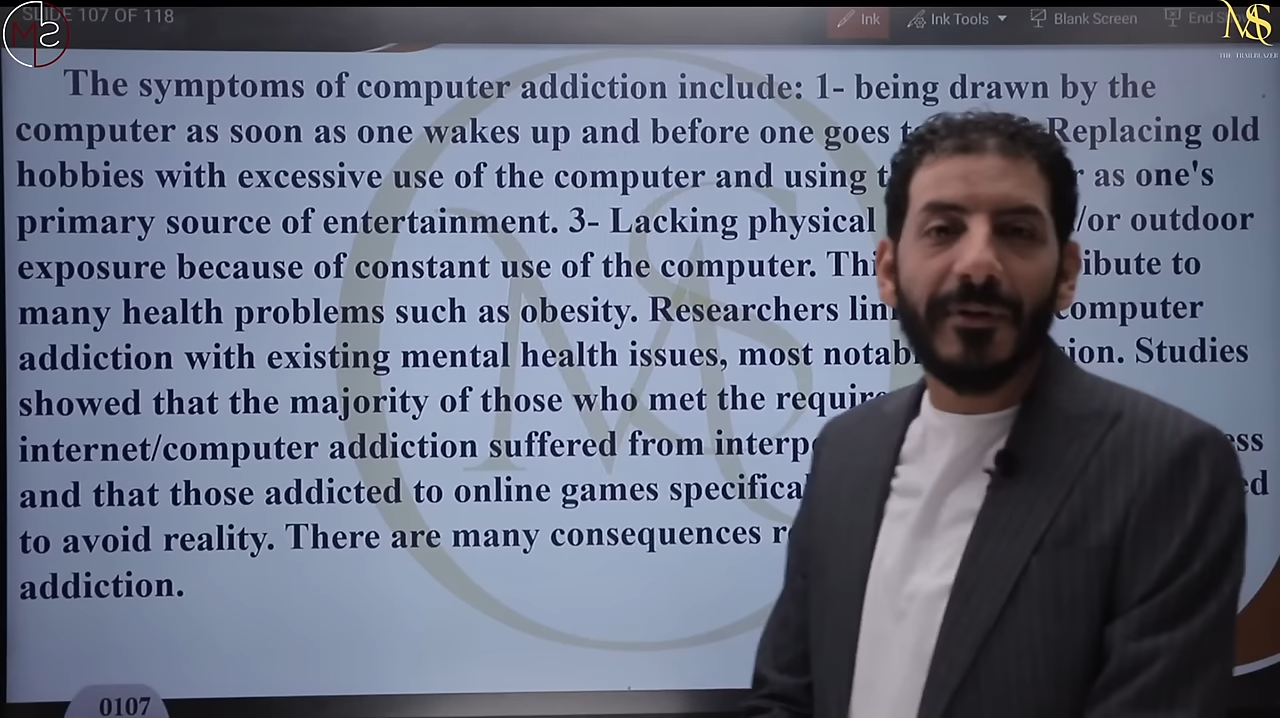 SLIDE 107 OF 118
Ink Ink Tools Blank Screen End
MS
MS
THE TRAILBLAZER
The symptoms of computer addiction include: 1- being drawn by the
computer as soon as one wakes up and before one goes Replacing old
hobbies with excessive use of the computer and using as one's
primary source of entertainment. 3- Lacking physical /or outdoor
exposure because of constant use of the computer. to
many health problems such as obesity. Researchers computer
addiction with existing mental health issues, most Studies
showed that the majority of those who met the
internet/computer addiction suffered from
and that those addicted to online games
to avoid reality. There are many consequences
addiction.
0107